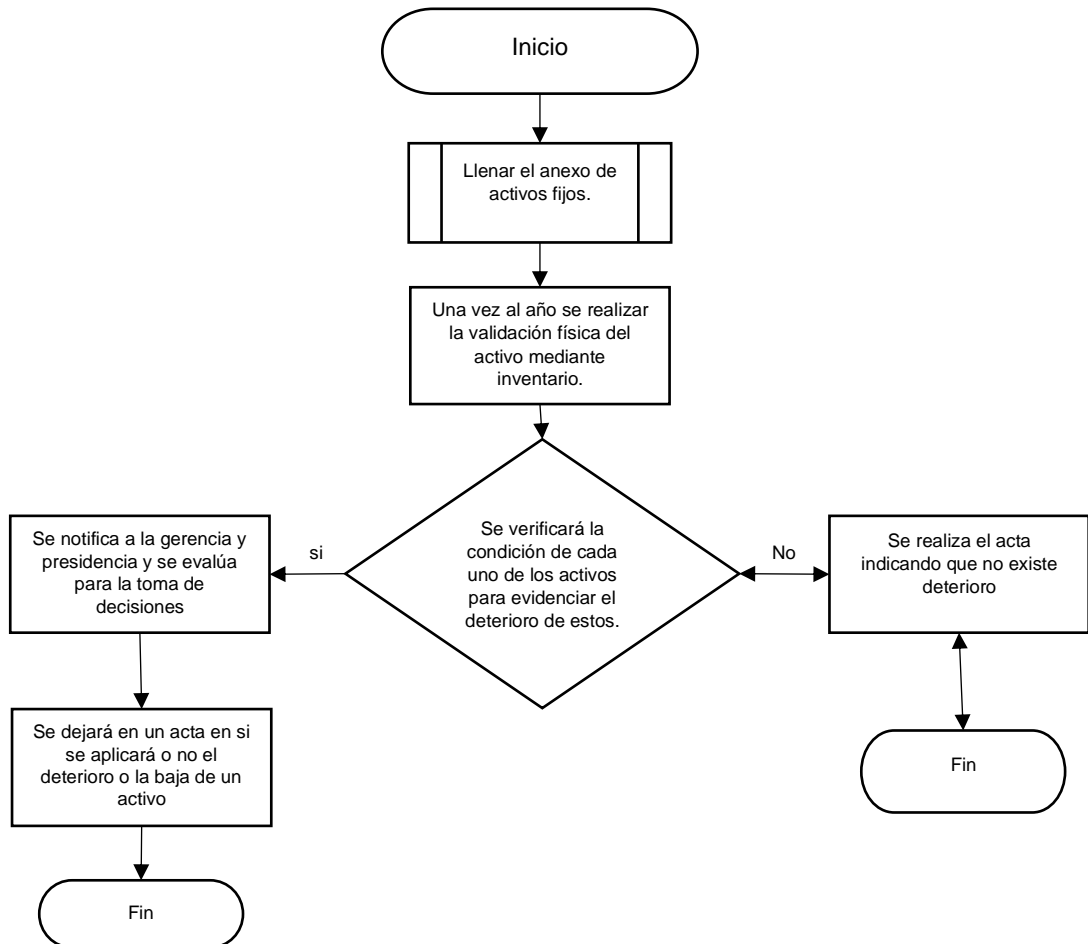 Inicio
Llenar el anexo de
activos fijos.
Una vez al año se realizar
la validación física del
activo mediante
inventario.
Se verificará la
condición de cada
uno de los activos
para evidenciar el
deterioro de estos.
si
Se notifica a la gerencia y
presidencia y se evalúa
para la toma de
decisiones
Se dejará en un acta en si
se aplicará o no el
deterioro o la baja de un
activo
Fin
No
Se realiza el acta
indicando que no existe
deterioro
Fin